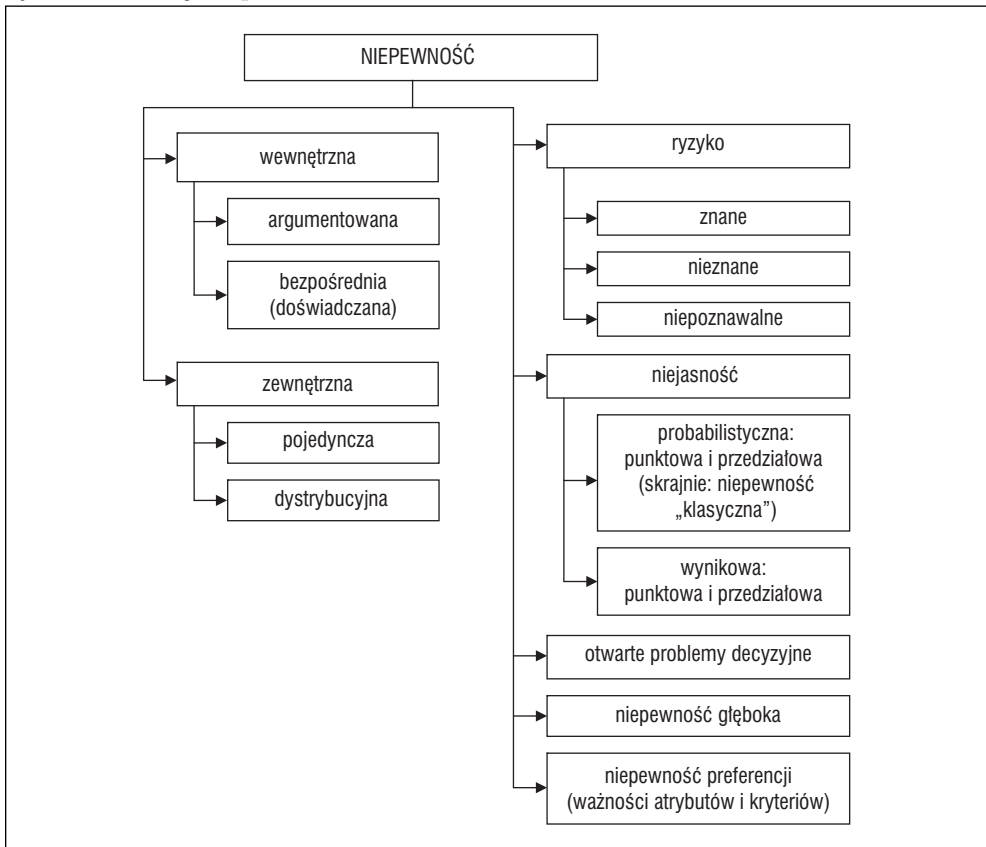 NIEPEWNOŚĆ
wewnętrzna
argumentowana
bezpośrednia
(doświadczana)
zewnętrzna
pojedyncza
dystrybucyjna
ryzyko
znane
nieznane
niepoznawalne
niejasność
probabilistyczna:
punktowa i przedziałowa
(skrajnie: niepewność
„klasyczna”)
wynikowa:
punktowa i przedziałowa
otwarte problemy decyzyjne
niepewność głęboka
niepewność preferencji
(ważności atrybutów i kryteriów)